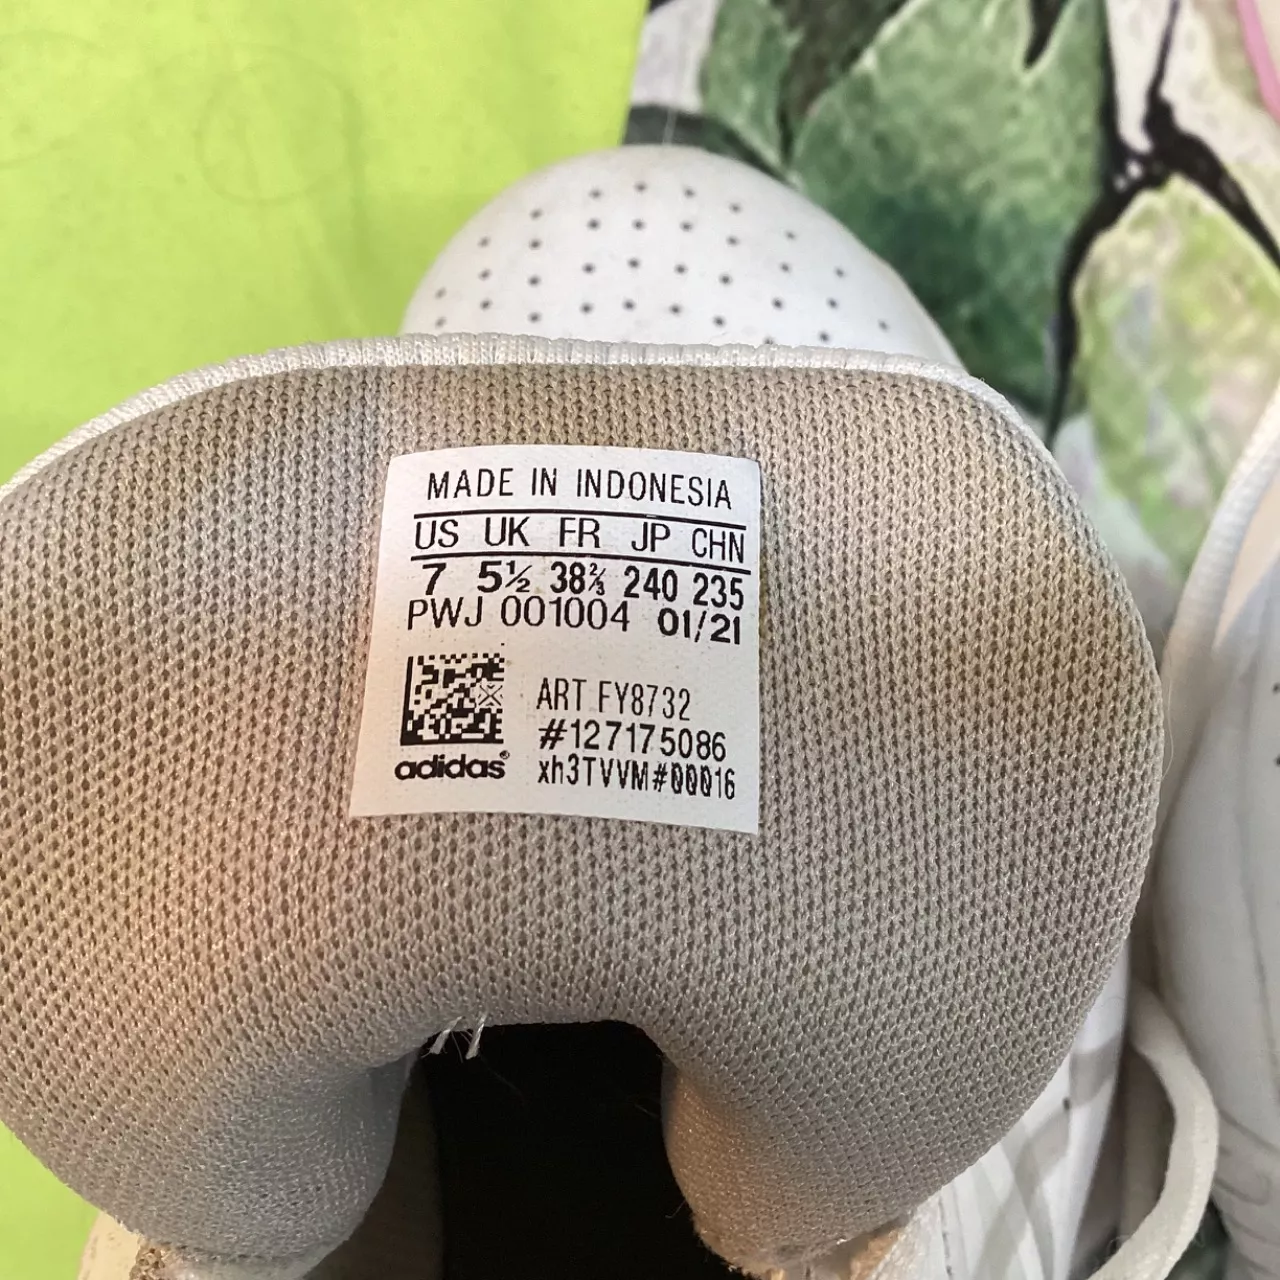 MADE IN INDONESIA
US UK FR JP CHN
7 5½ 38⅔ 240 235
PWJ 001004 01/21
ART FY8732
#127175086
xh3TVVM#00016
adidas®